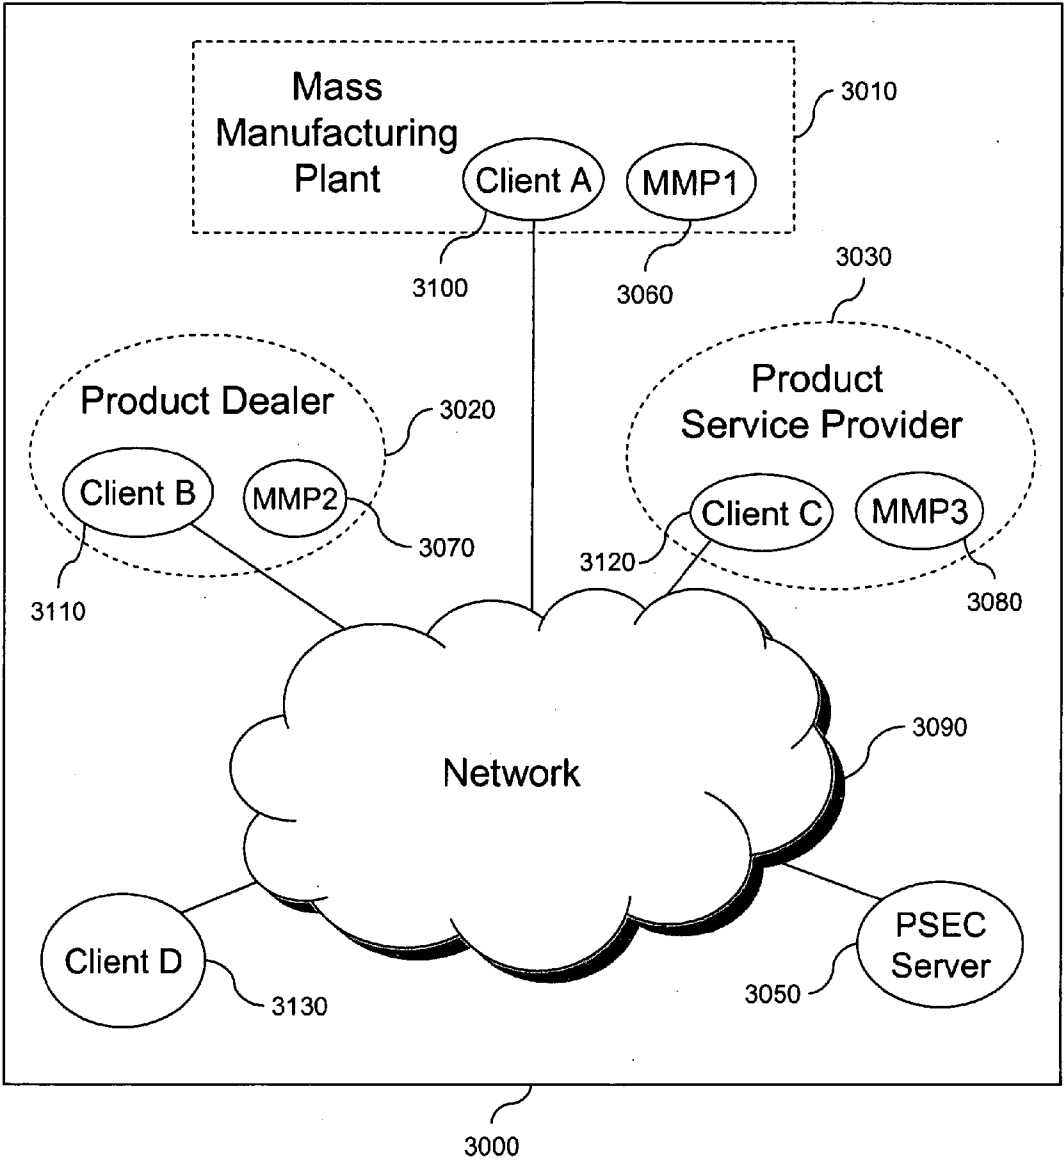 Mass
Manufacturing
Plant
3010
Client A
MMP1
3100
3060
3030
Product Dealer
3020
Product
Service Provider
Client B
MMP2
3070
Client C
MMP3
3120
3110
3080
Network
3090
Client D
3130
PSEC
Server
3050
3000